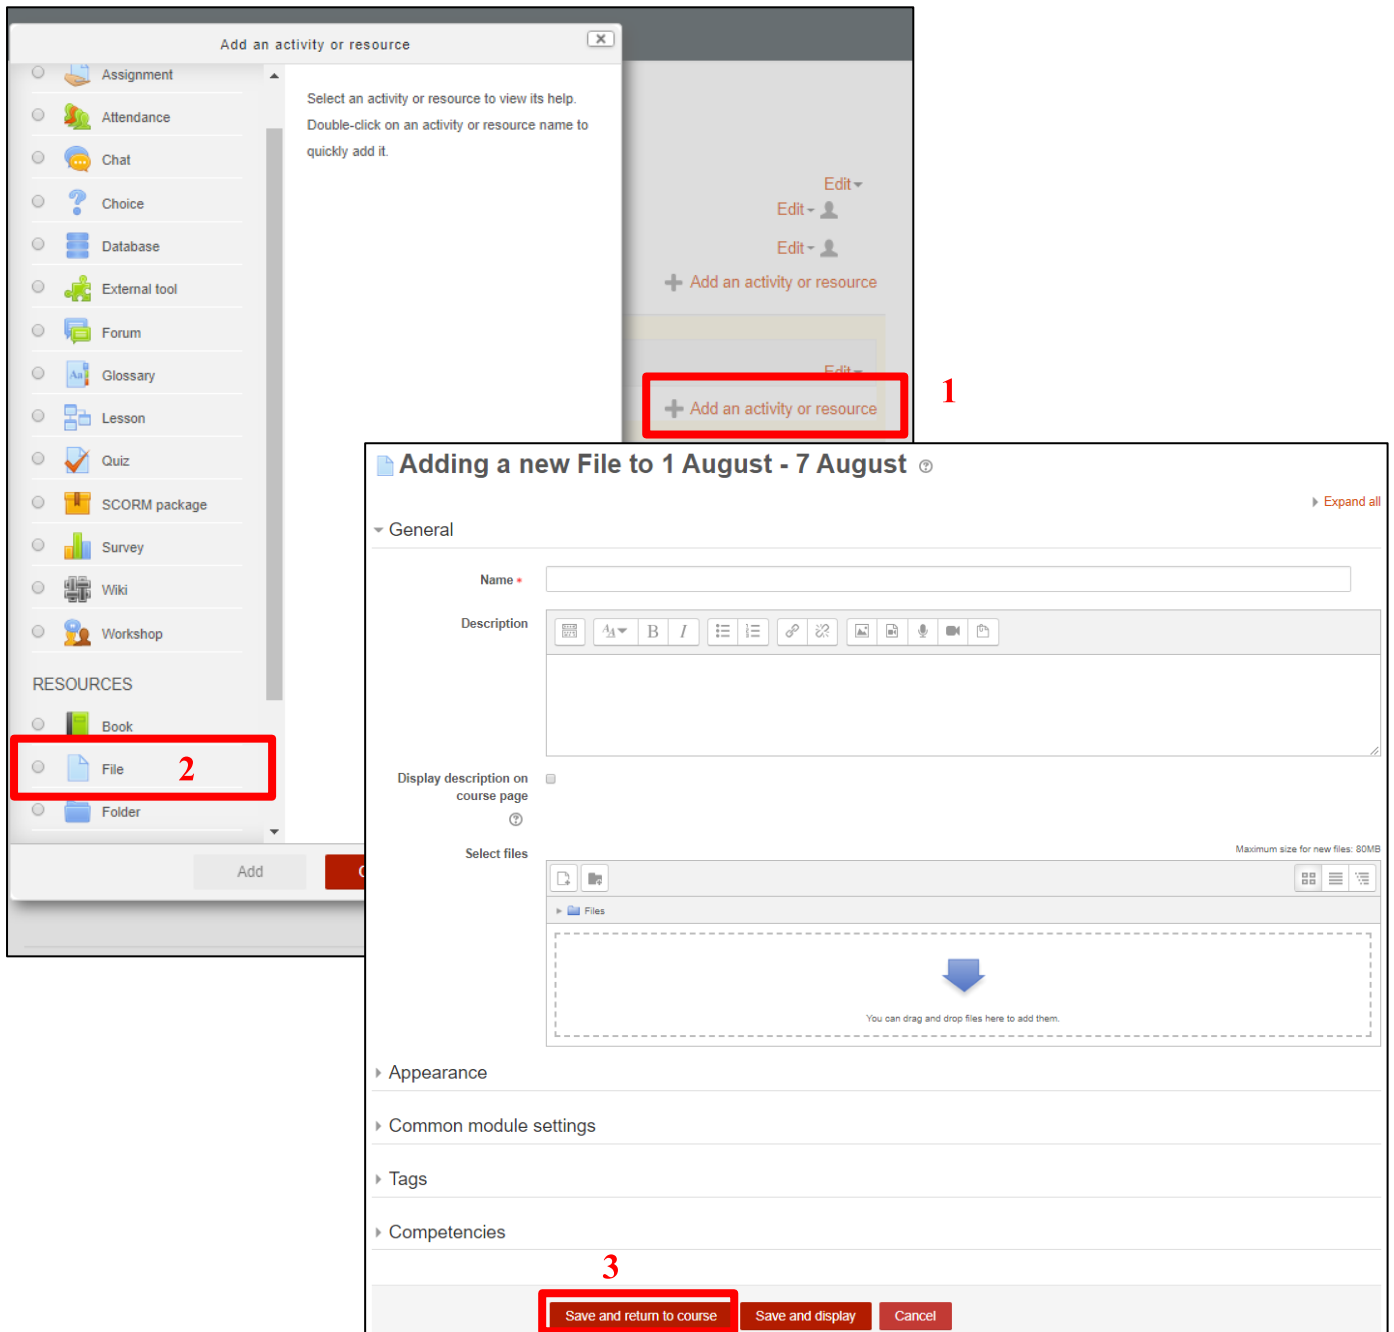 Add an activity or resource
Assignment
Attendance
Chat
Choice
Database
External tool
Forum
Glossary
Lesson
Quiz
SCORM package
Survey
Wiki
Workshop
RESOURCES
Book
File
2
Folder
Select an activity or resource to view its help.
Double-click on an activity or resource name to
quickly add it.
Add
Edit
Edit
Edit
Add an activity or resource
Edit
Add an activity or resource
1
Adding a new File to 1 August - 7 August
Expand all
General
Name
Description
B I
Display description on
course page
Select files
Maximum size for new files: 80MB
Files
You can drag and drop files here to add them.
Appearance
Common module settings
Tags
Competencies
3
Save and return to course
Save and display
Cancel